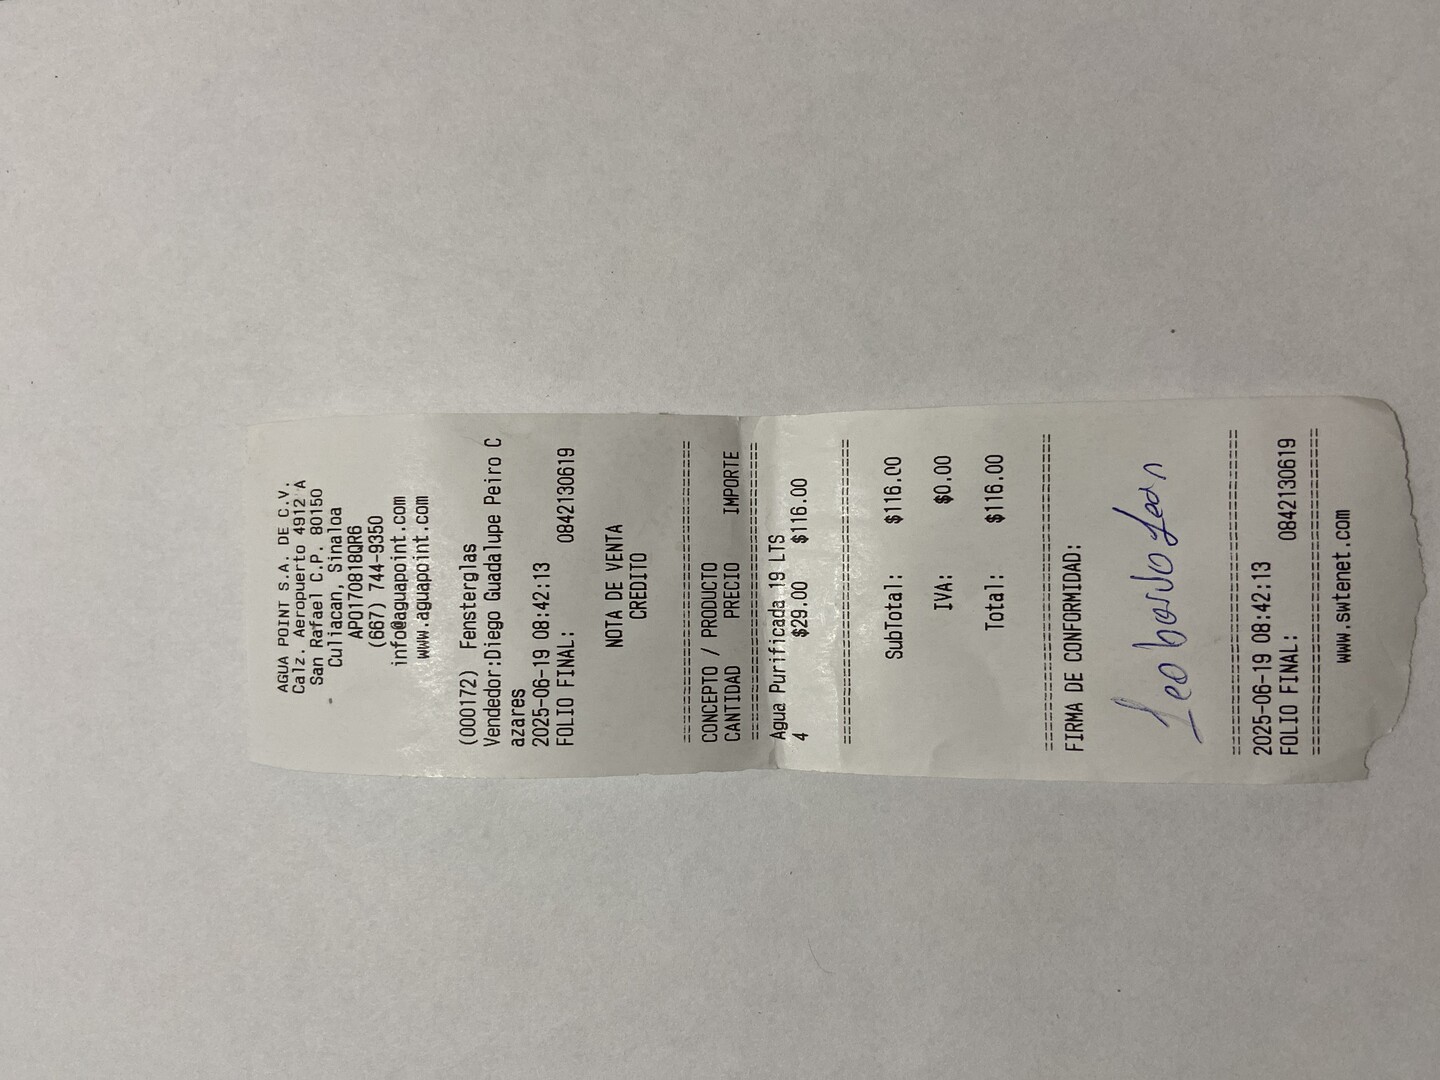 AGUA POINT S.A. DE C.V.
Calz. Aeropuerto 4912 A
San Rafael C.P. 80150
Culiacan, Sinaloa
APO170818QR6
(667) 744-9350
info@aguapoint.com
www.aguapoint.com
(000172) Fensterglas
Vendedor:Diego Guadalupe Peiro C
azares
2025-06-19 08:42:13
FOLIO FINAL: 0842130619
NOTA DE VENTA
CREDITO
================================
CONCEPTO / PRODUCTO
CANTIDAD PRECIO IMPORTE
================================
Agua Purificada 19 LTS
4 $29.00 $116.00
================================
SubTotal: $116.00
IVA: $0.00
Total: $116.00
================================
FIRMA DE CONFORMIDAD:
Leobardo Leon
================================
2025-06-19 08:42:13
FOLIO FINAL: 0842130619
================================
www.swtenet.com